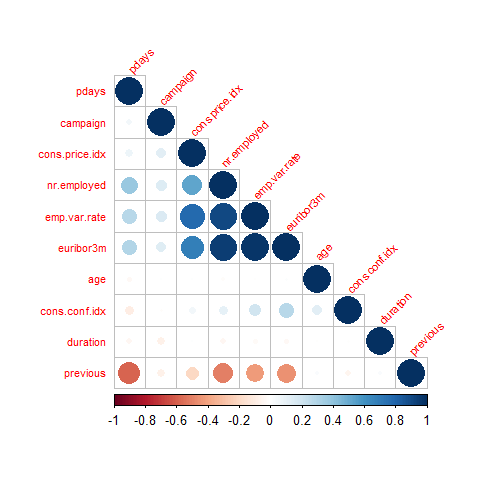 pdays
campaign
cons.price.idx
nr.employed
emp.var.rate
euribor3m
age
cons.conf.idx
duration
previous
pdays
campaign
cons.price.idx
nr.employed
emp.var.rate
euribor3m
age
cons.conf.idx
duration
previous
-1 -0.8 -0.6 -0.4 -0.2 0 0.2 0.4 0.6 0.8 1